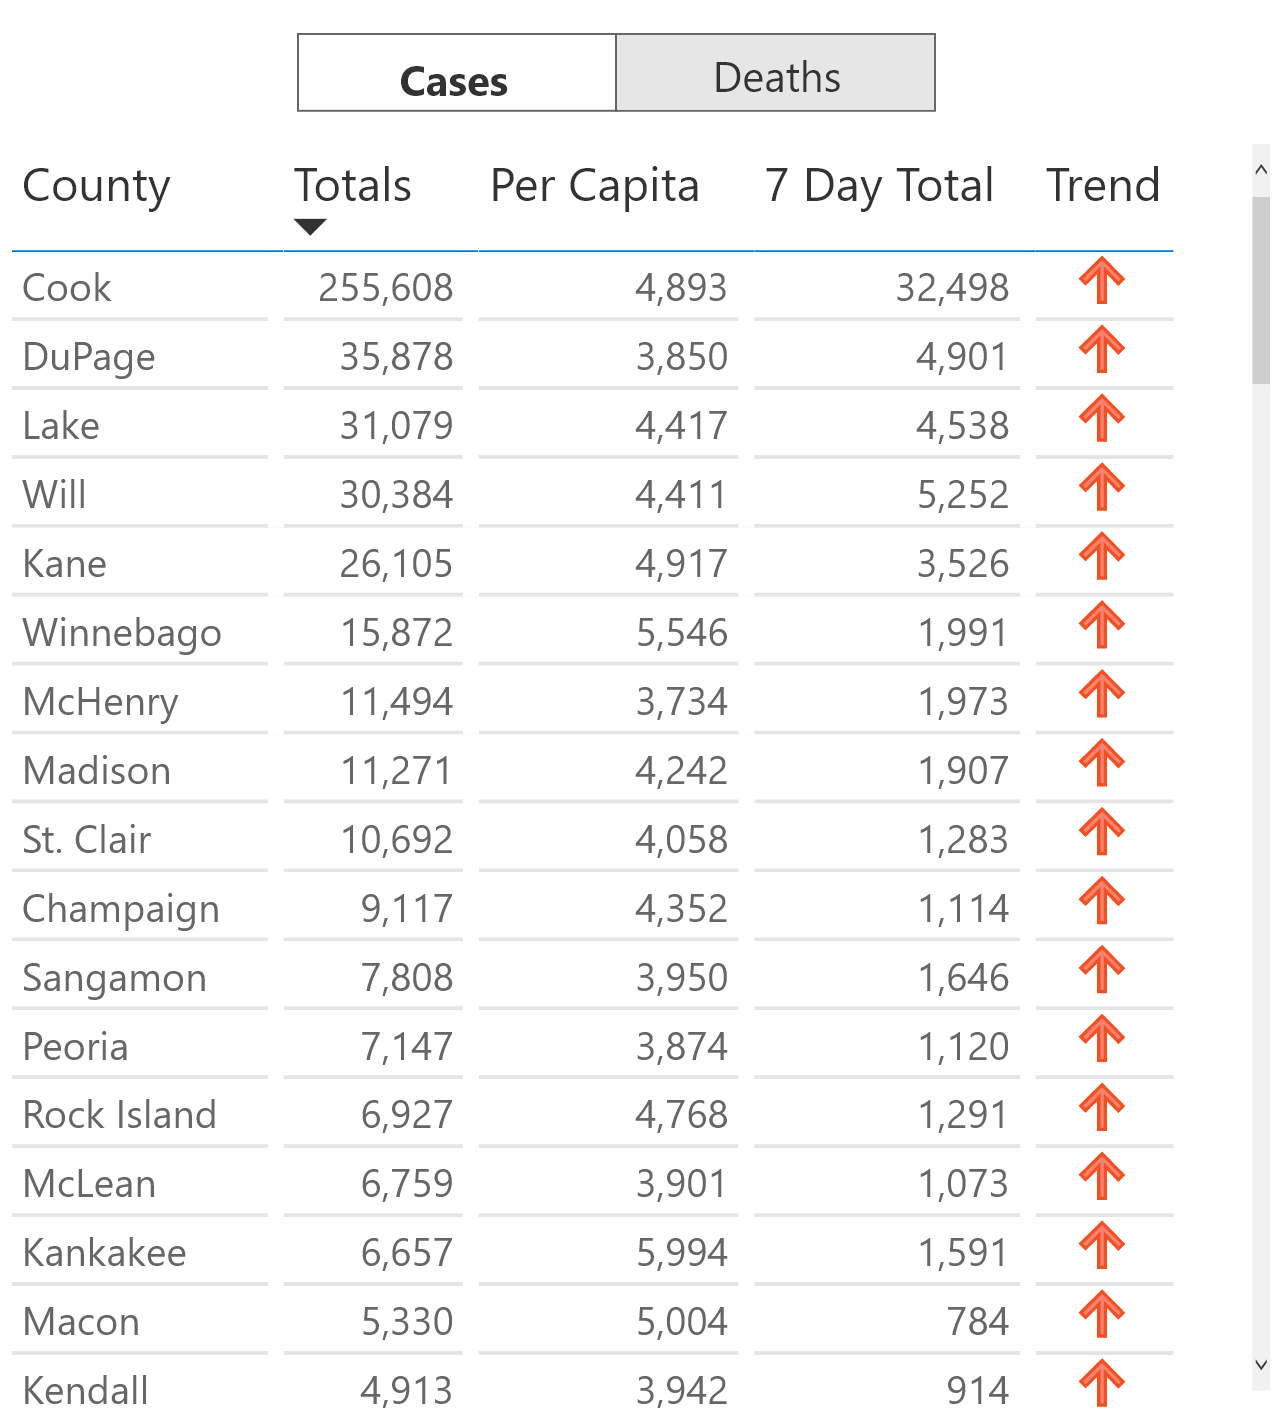 Cases Deaths
County Totals Per Capita 7 Day Total Trend
Cook 255,608 4,893 32,498
DuPage 35,878 3,850 4,901
Lake 31,079 4,417 4,538
Will 30,384 4,411 5,252
Kane 26,105 4,917 3,526
Winnebago 15,872 5,546 1,991
McHenry 11,494 3,734 1,973
Madison 11,271 4,242 1,907
St. Clair 10,692 4,058 1,283
Champaign 9,117 4,352 1,114
Sangamon 7,808 3,950 1,646
Peoria 7,147 3,874 1,120
Rock Island 6,927 4,768 1,291
McLean 6,759 3,901 1,073
Kankakee 6,657 5,994 1,591
Macon 5,330 5,004 784
Kendall 4,913 3,942 914